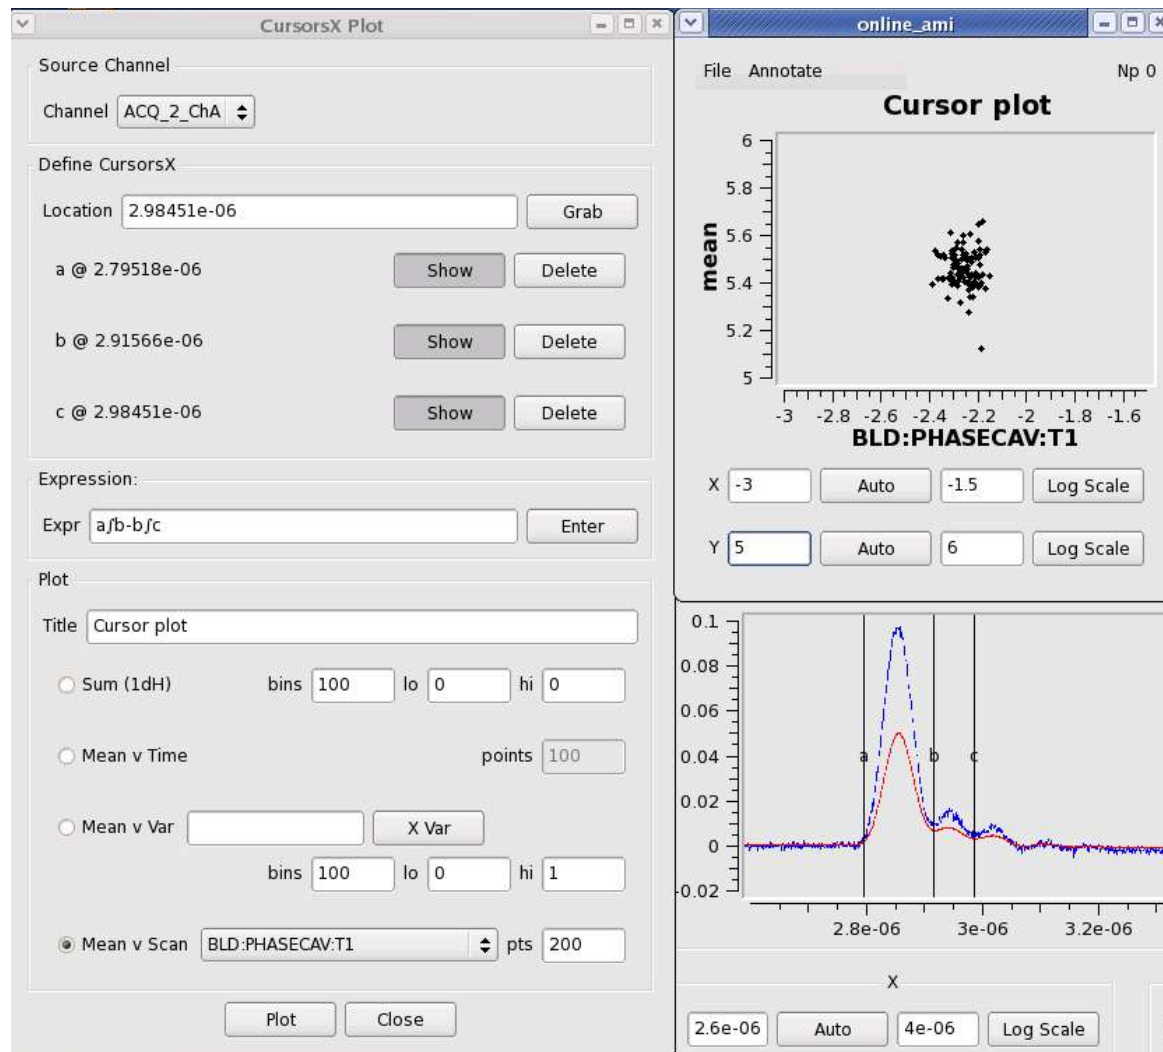 CursorsX Plot
Source Channel
Channel ACQ_2_ChA
Define CursorsX
Location 2.98451e-06 Grab
a @ 2.79518e-06 Show Delete
b @ 2.91566e-06 Show Delete
c @ 2.98451e-06 Show Delete
Expression:
Expr a∫b-b∫c Enter
Plot
Title Cursor plot
Sum (1dH) bins 100 lo 0 hi 0
Mean v Time points 100
Mean v Var X Var
bins 100 lo 0 hi 1
Mean v Scan BLD:PHASECAV:T1 pts 200
Plot Close
online_ami
File Annotate Np 0
Cursor plot
6
5.8
5.6
5.4
5.2
5
mean
-3 -2.8 -2.6 -2.4 -2.2 -2 -1.8 -1.6
BLD:PHASECAV:T1
X -3 Auto -1.5 Log Scale
Y 5 Auto 6 Log Scale
0.1
0.08
0.06
0.04
0.02
0
-0.02
a b c
2.8e-06 3e-06 3.2e-06
X
2.6e-06 Auto 4e-06 Log Scale